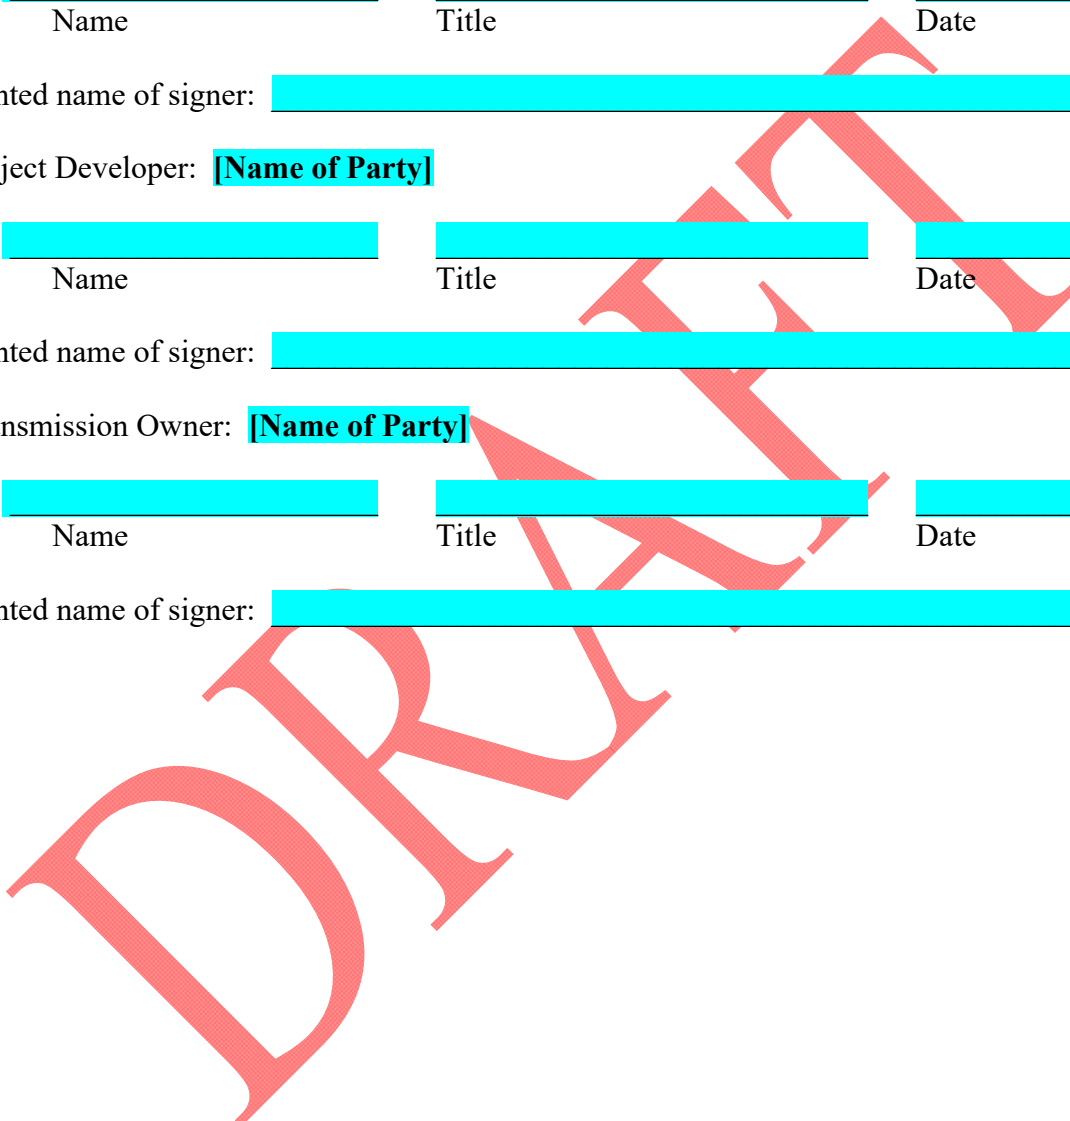 Name Title Date
nted name of signer:
ject Developer: [Name of Party]
Name Title Date
nted name of signer:
nsmission Owner: [Name of Party]
Name Title Date
nted name of signer:
DRAFT